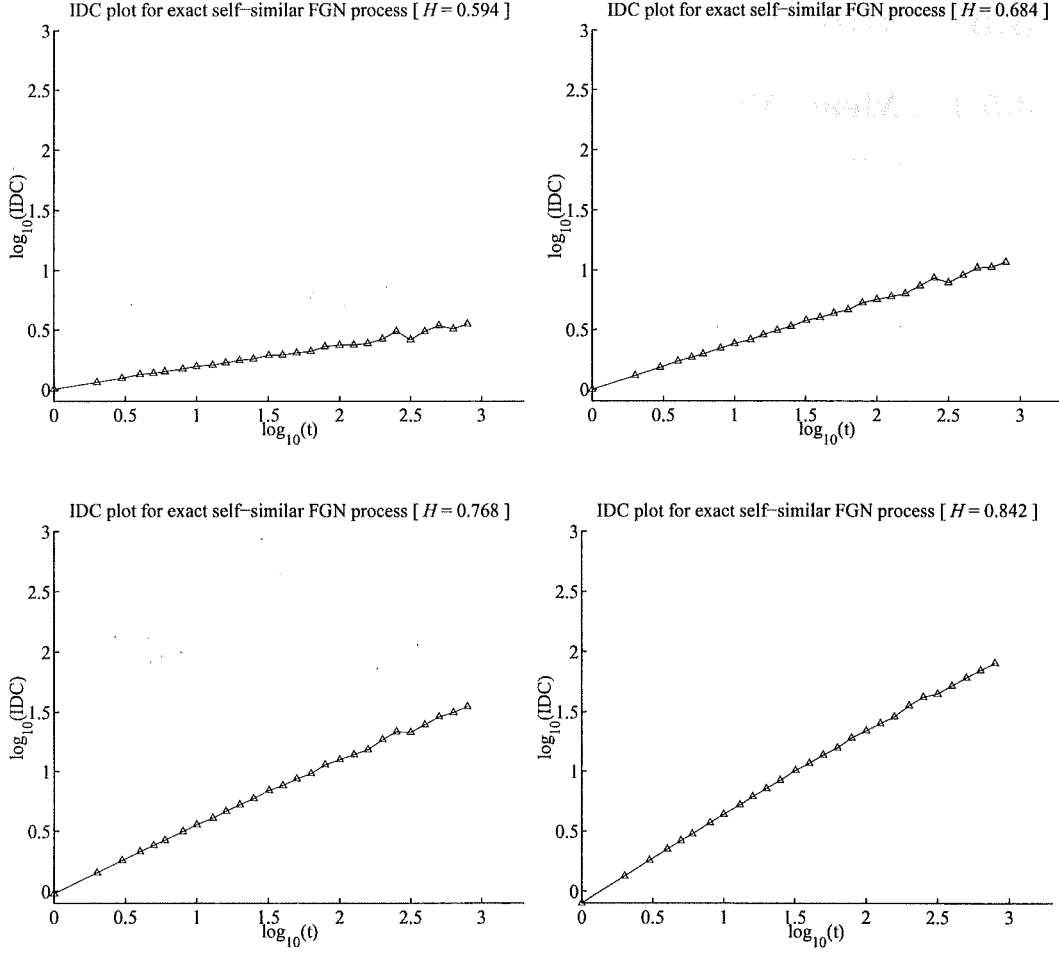 IDC plot for exact self−similar FGN process [ H = 0.594 ]
3
2.5
2
1.5
1
0.5
0
log10(IDC)
0 0.5 1 1.5 2 2.5 3
log10(t)
IDC plot for exact self−similar FGN process [ H = 0.684 ]
3
2.5
2
1.5
1
0.5
0
log10(IDC)
0 0.5 1 1.5 2 2.5 3
log10(t)
IDC plot for exact self−similar FGN process [ H = 0.768 ]
3
2.5
2
1.5
1
0.5
0
log10(IDC)
0 0.5 1 1.5 2 2.5 3
log10(t)
IDC plot for exact self−similar FGN process [ H = 0.842 ]
3
2.5
2
1.5
1
0.5
0
log10(IDC)
0 0.5 1 1.5 2 2.5 3
log10(t)